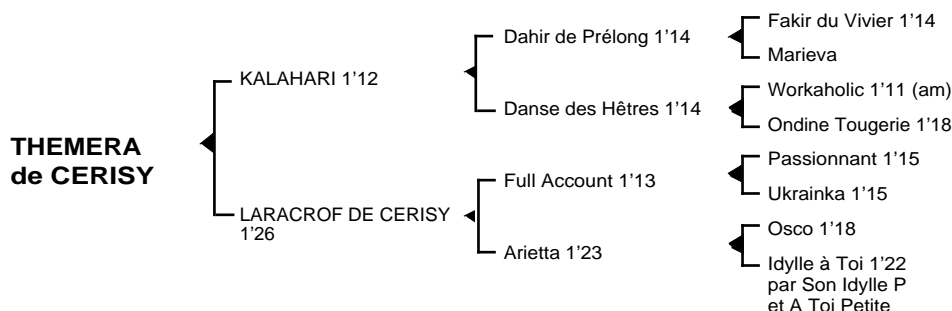 THEMERA
de CERISY
KALAHARI 1’12
LARACROF DE CERISY
1’26
Dahir de Prélong 1’14
Danse des Hêtres 1’14
Full Account 1’13
Arietta 1’23
Fakir du Vivier 1’14
Marieva
Workaholic 1’11 (am)
Ondine Tougerie 1’18
Passionnant 1’15
Ukrainka 1’15
Osco 1’18
Idylle à Toi 1’22
par Son Idylle P
et A Toi Petite